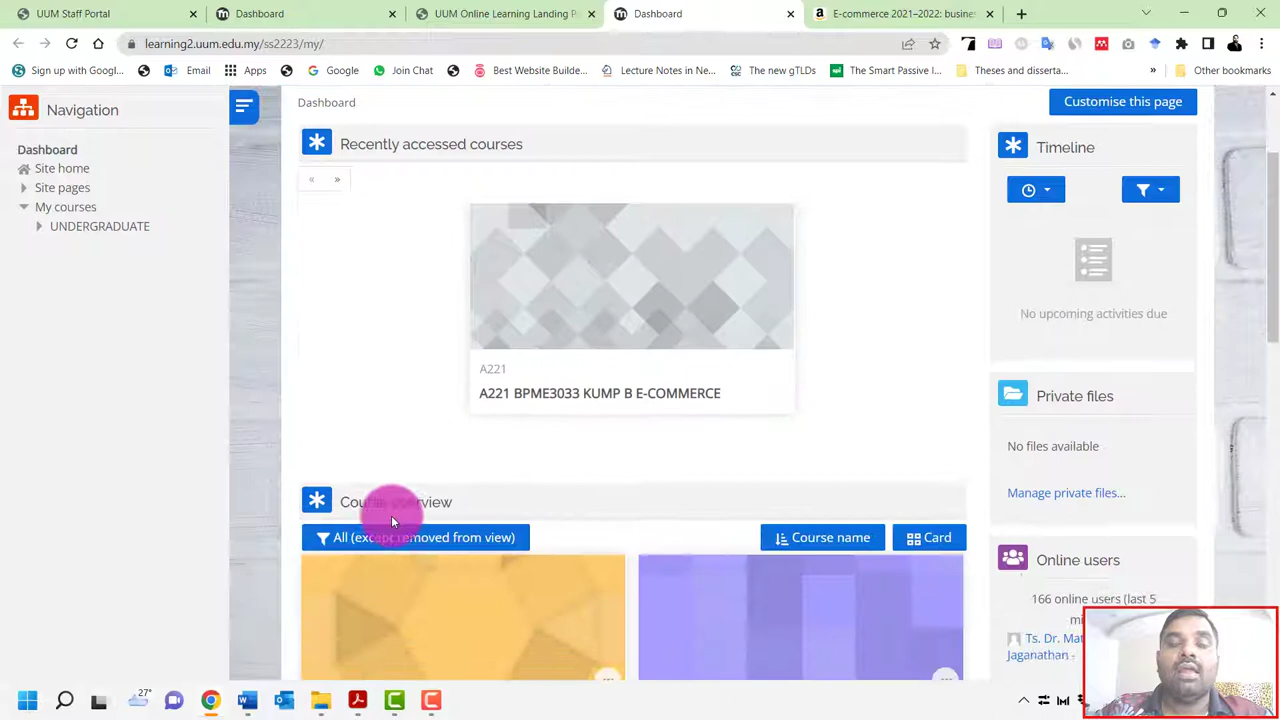 UUM Staff Portal
Dashboard
UUM Online Learning Landing P
Dashboard
E-commerce 2021–2022: busine
learning2.uum.edu.my/ss2223/my/
Sign up with Googl...
Email
Apps
Google
Join Chat
Best Website Builde...
Lecture Notes in Ne...
The new gTLDs
The Smart Passive I...
Theses and disserta...
»
Other bookmarks
Navigation
Dashboard
Site home
Site pages
My courses
UNDERGRADUATE
Dashboard
Customise this page
Recently accessed courses
« »
A221
A221 BPME3033 KUMP B E-COMMERCE
Course overview
All (except removed from view)
Course name
Card
Timeline
No upcoming activities due
Private files
No files available
Manage private files...
Online users
166 online users (last 5
Ts. Dr. Mat
Jaganathan
27°